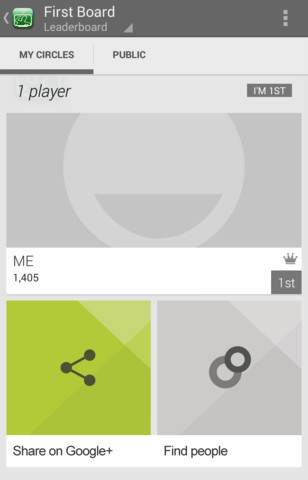 First Board
Leaderboard
MY CIRCLES PUBLIC
1 player I'M 1ST
ME
1,405
1st
Share on Google+ Find people